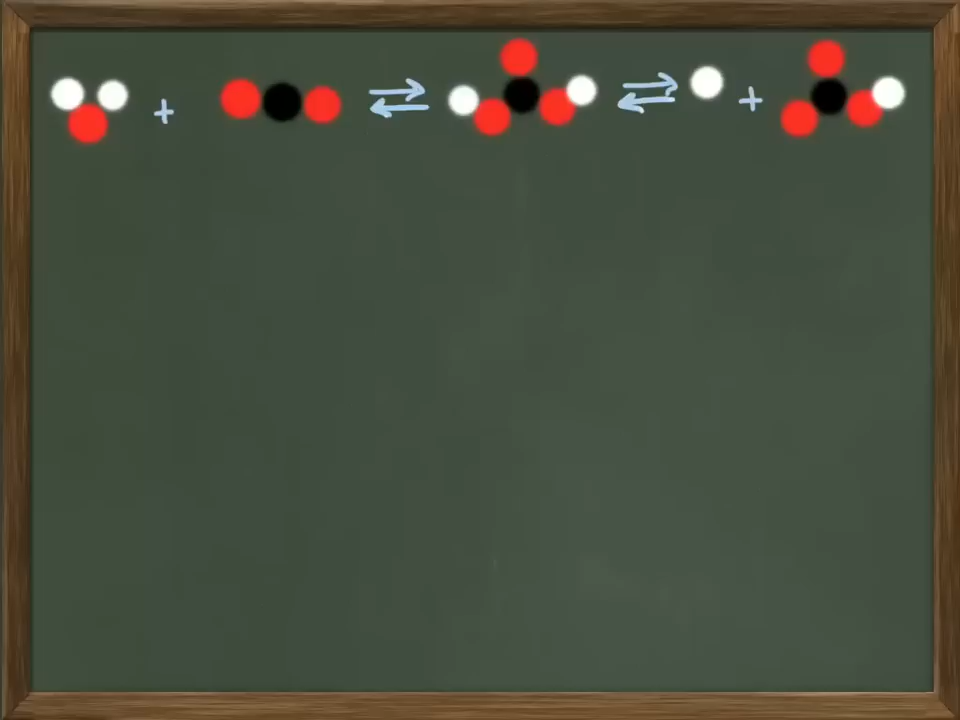 + ⇌ ⇌ +